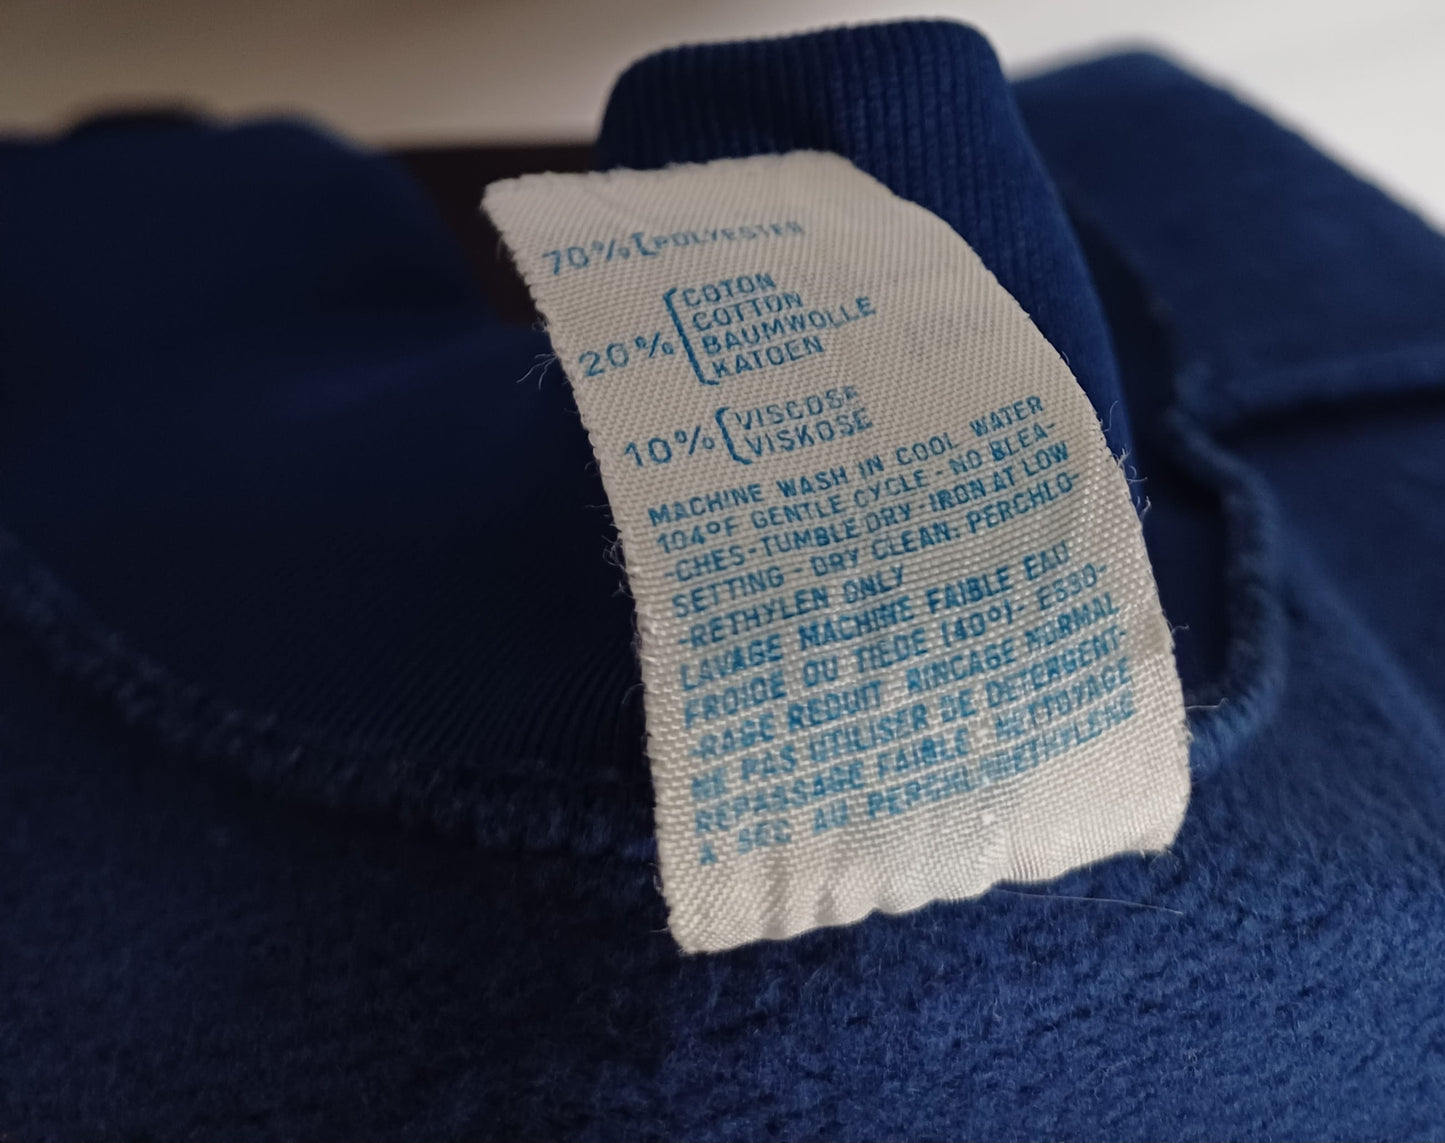 70% [ POLYESTER
COTON
COTTON
20% [ BAUMWOLLE
KATOEN
10% [ VISCOSE
VISKOSE
MACHINE WASH IN COOL WATER
104°F GENTLE CYCLE - NO BLEA-
-CHES - TUMBLE DRY - IRON AT LOW
SETTING - DRY CLEAN: PERCHLO-
-RETHYLEN ONLY
LAVAGE MACHINE FAIBLE EAU
FROIDE OU TIEDE (40°) - ESSO-
-RAGE REDUIT - RINCAGE NORMAL
NE PAS UTILISER DE DETERGENT -
REPASSAGE FAIBLE NETTOYAGE
A SEC AU PERCHLORETHYLENE